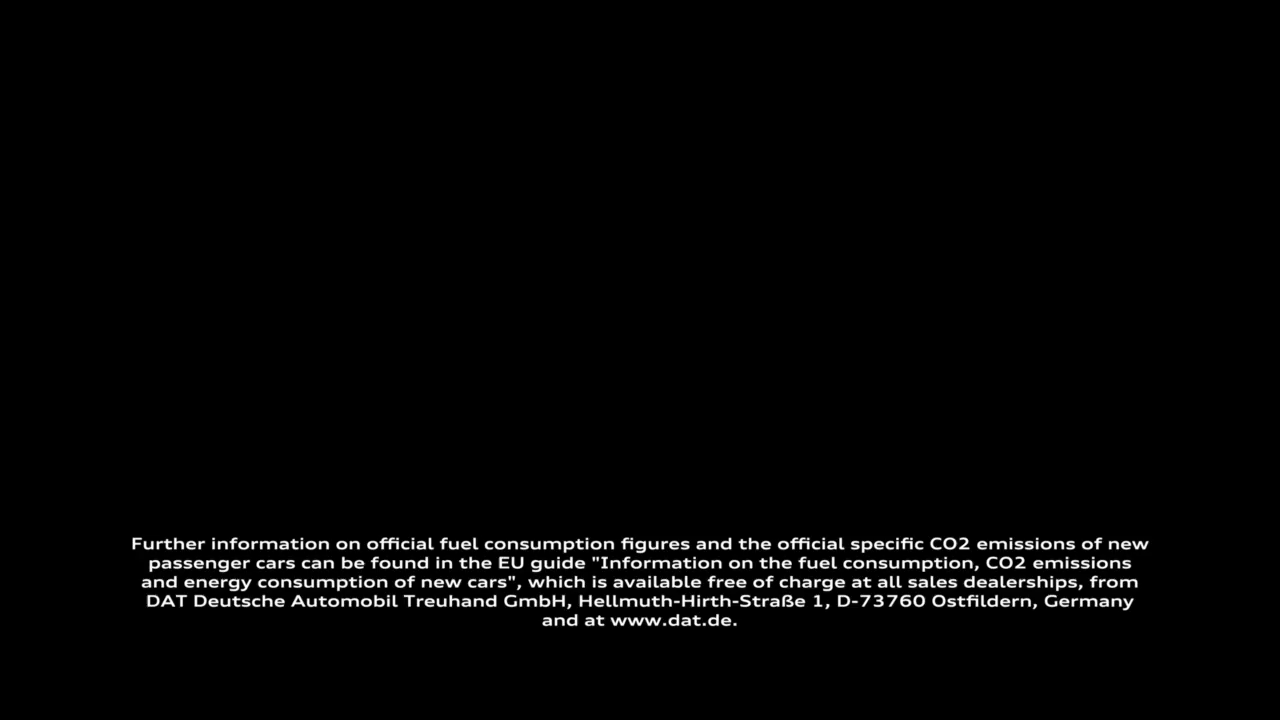 Further information on official fuel consumption figures and the official specific CO2 emissions of new
passenger cars can be found in the EU guide "Information on the fuel consumption, CO2 emissions
and energy consumption of new cars", which is available free of charge at all sales dealerships, from
DAT Deutsche Automobil Treuhand GmbH, Hellmuth-Hirth-Straße 1, D-73760 Ostfildern, Germany
and at www.dat.de.